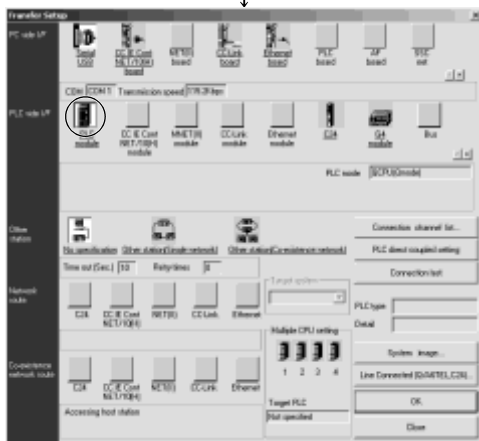 Transfer Setup
PC side I/F
Serial USB
CC IE Cont NET/10(H) board
NET(II) board
CC-Link board
Ethernet board
PLC board
AF board
SSC net
COM COM 1 Transmission speed 115.2Kbps
PLC side I/F
PLC module
CC IE Cont NET/10(H) module
MNET(II) module
CC-Link module
Ethernet module
C24
G4 module
Bus
PLC mode QCPU(Qmode)
Other station
No specification
Other station(Single network)
Other station(Co-existence network)
Time out (Sec.) 10 Retry times 0
Connection channel list...
PLC direct coupled setting
Connection test
Target system
PLC type
Detail
Network route
C24
CC IE Cont NET/10(H)
NET(II)
CC-Link
Ethernet
Multiple CPU setting
1 2 3 4
System image...
Line Connected (Q/A6TEL,C24)...
Co-existence network route
C24
CC IE Cont NET/10(H)
NET(II)
CC-Link
Ethernet
Target PLC
Not specified
Accessing host station
OK
Close